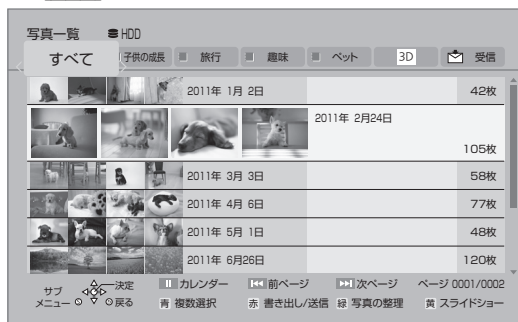 写真一覧 HDD
すべて 子供の成長 旅行 趣味 ペット 3D 受信
2011年 1月 2日 42枚
2011年 2月24日
105枚
2011年 3月 3日 58枚
2011年 4月 6日 77枚
2011年 5月 1日 48枚
2011年 6月26日 120枚
サブメニュー 決定 戻る カレンダー 前ページ 次ページ ページ 0001/0002
青 複数選択 赤 書き出し/送信 緑 写真の整理 黄 スライドショー